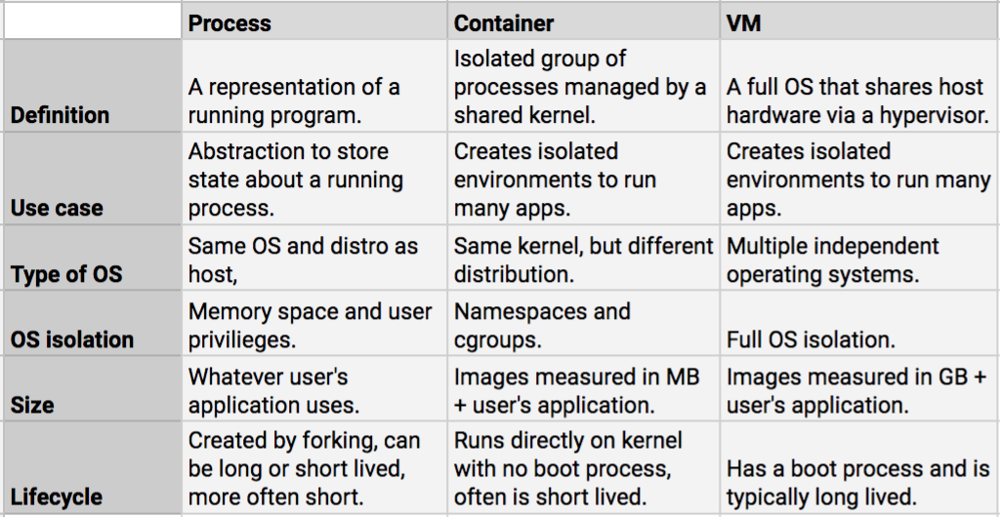 Process
Container
VM
Definition
A representation of a
running program.
Isolated group of
processes managed by a
shared kernel.
A full OS that shares host
hardware via a hypervisor.
Use case
Abstraction to store
state about a running
process.
Creates isolated
environments to run
many apps.
Creates isolated
environments to run many
apps.
Type of OS
Same OS and distro as
host,
Same kernel, but different
distribution.
Multiple independent
operating systems.
OS isolation
Memory space and user
privilieges.
Namespaces and
cgroups.
Full OS isolation.
Size
Whatever user's
application uses.
Images measured in MB
+ user's application.
Images measured in GB +
user's application.
Lifecycle
Created by forking, can
be long or short lived,
more often short.
Runs directly on kernel
with no boot process,
often is short lived.
Has a boot process and is
typically long lived.